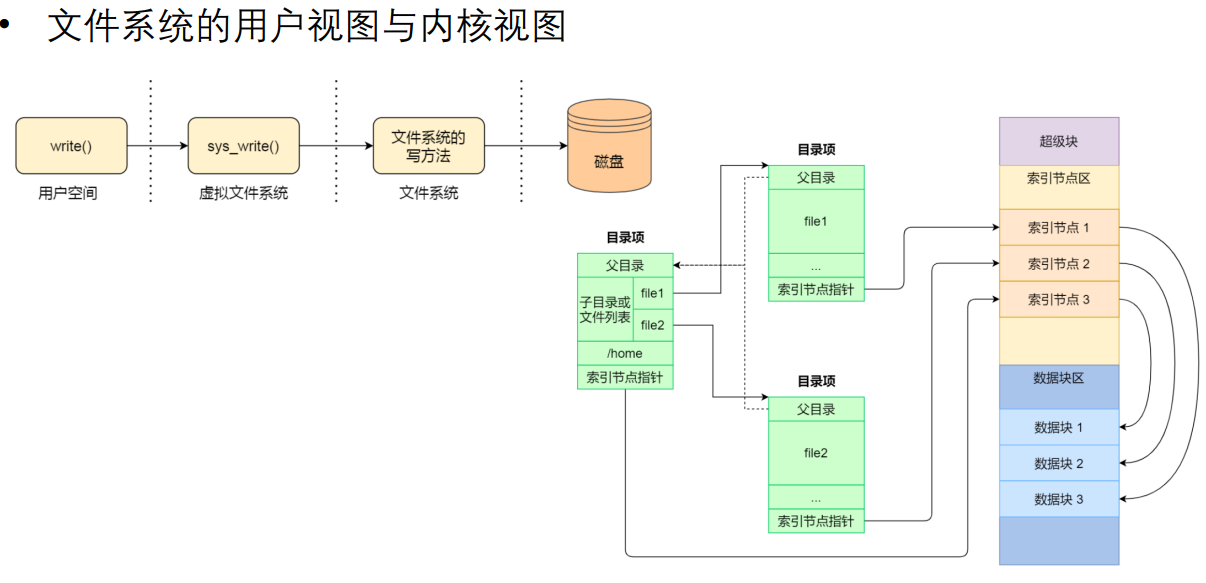 • 文件系统的用户视图与内核视图
write()
用户空间
sys_write()
虚拟文件系统
文件系统的
写方法
文件系统
磁盘
目录项
父目录
子目录或
文件列表
file1
file2
/home
索引节点指针
目录项
父目录
file1
...
索引节点指针
目录项
父目录
file2
...
索引节点指针
超级块
索引节点区
索引节点 1
索引节点 2
索引节点 3
数据块区
数据块 1
数据块 2
数据块 3